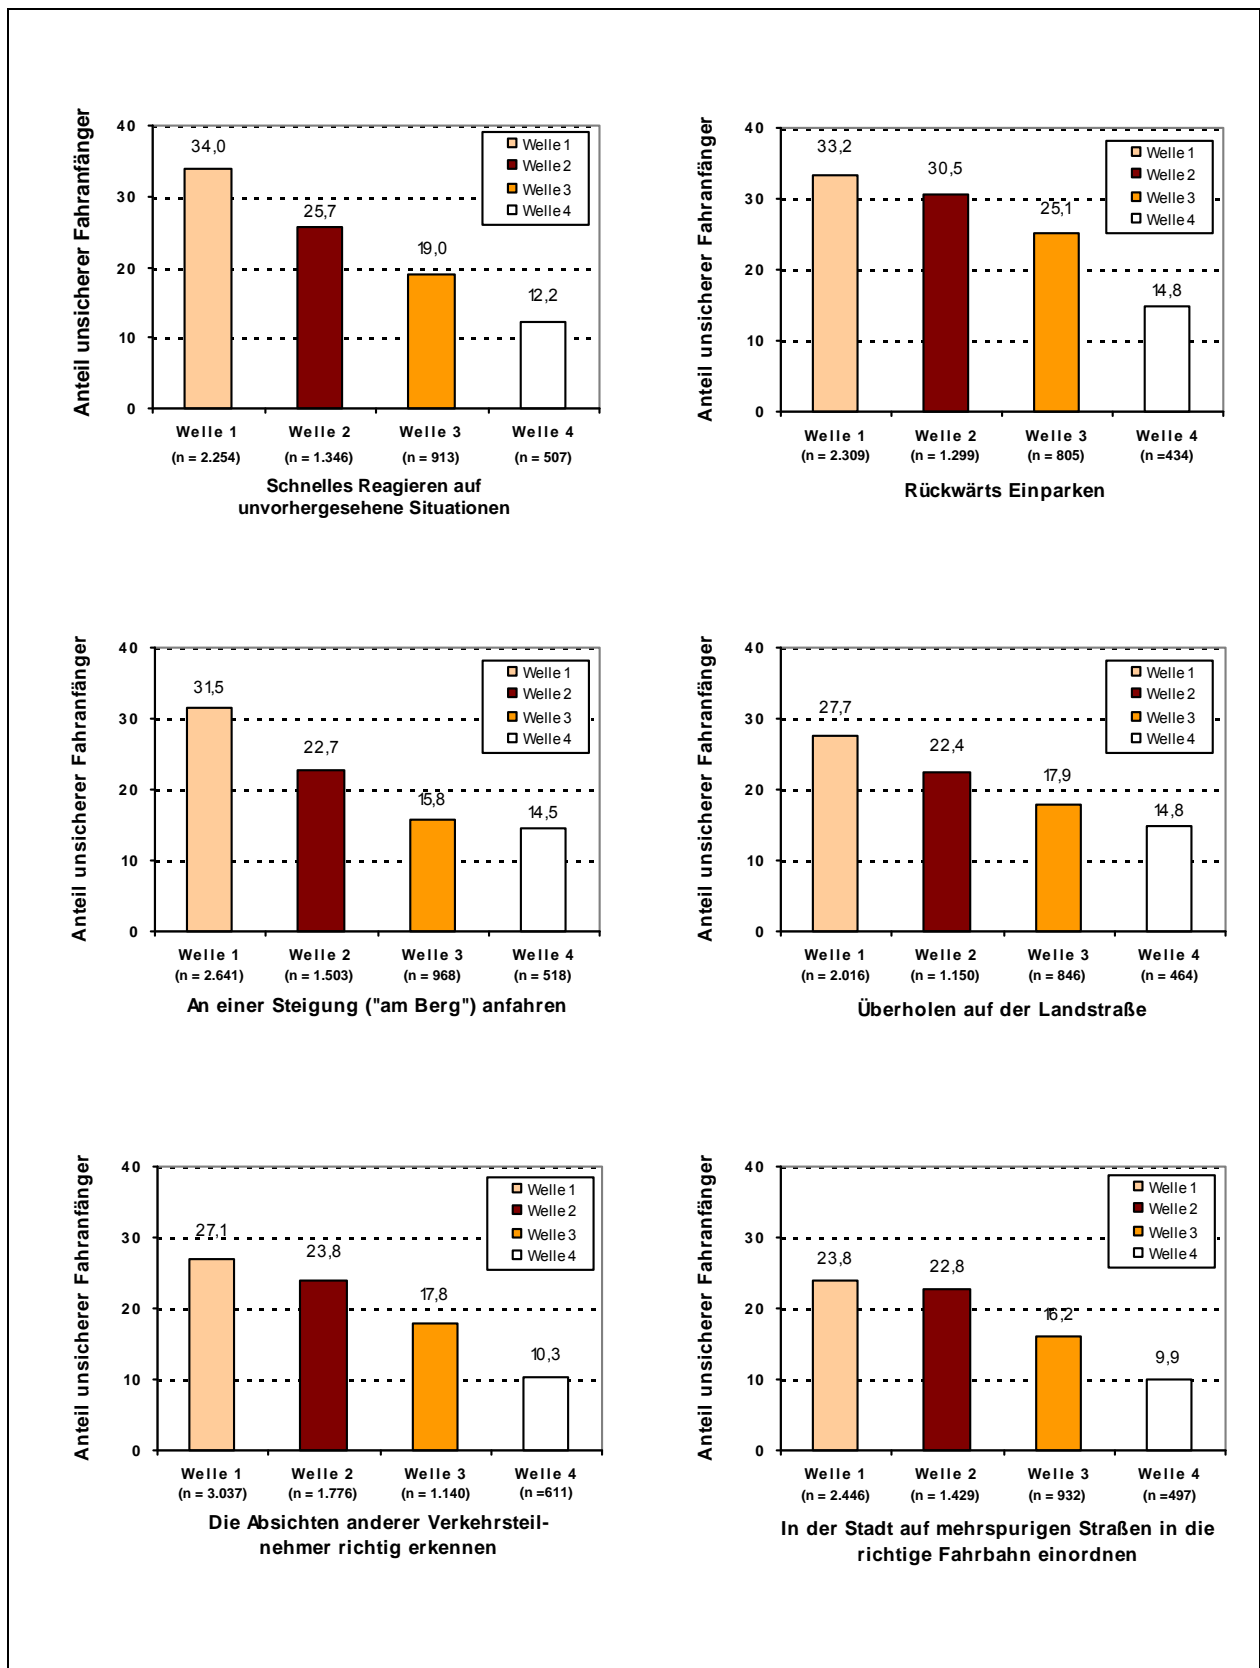 Anteil unsicherer Fahranfänger
40
30
20
10
0
34,0
25,7
19,0
12,2
Welle 1
Welle 2
Welle 3
Welle 4
Welle 1 Welle 2 Welle 3 Welle 4
(n = 2.254) (n = 1.346) (n = 913) (n = 507)
Schnelles Reagieren auf
unvorhergesehene Situationen
Anteil unsicherer Fahranfänger
40
30
20
10
0
33,2
30,5
25,1
14,8
Welle 1
Welle 2
Welle 3
Welle 4
Welle 1 Welle 2 Welle 3 Welle 4
(n = 2.309) (n = 1.299) (n = 805) (n =434)
Rückwärts Einparken
Anteil unsicherer Fahranfänger
40
30
20
10
0
31,5
22,7
15,8
14,5
Welle 1
Welle 2
Welle 3
Welle 4
Welle 1 Welle 2 Welle 3 Welle 4
(n = 2.641) (n = 1.503) (n = 968) (n = 518)
An einer Steigung ("am Berg") anfahren
Anteil unsicherer Fahranfänger
40
30
20
10
0
27,7
22,4
17,9
14,8
Welle 1
Welle 2
Welle 3
Welle 4
Welle 1 Welle 2 Welle 3 Welle 4
(n = 2.016) (n = 1.150) (n = 846) (n = 464)
Überholen auf der Landstraße
Anteil unsicherer Fahranfänger
40
30
20
10
0
27,1
23,8
17,8
10,3
Welle 1
Welle 2
Welle 3
Welle 4
Welle 1 Welle 2 Welle 3 Welle 4
(n = 3.037) (n = 1.776) (n = 1.140) (n =611)
Die Absichten anderer Verkehrsteil-
nehmer richtig erkennen
Anteil unsicherer Fahranfänger
40
30
20
10
0
23,8
22,8
16,2
9,9
Welle 1
Welle 2
Welle 3
Welle 4
Welle 1 Welle 2 Welle 3 Welle 4
(n = 2.446) (n = 1.429) (n = 932) (n =497)
In der Stadt auf mehrspurigen Straßen in die
richtige Fahrbahn einordnen